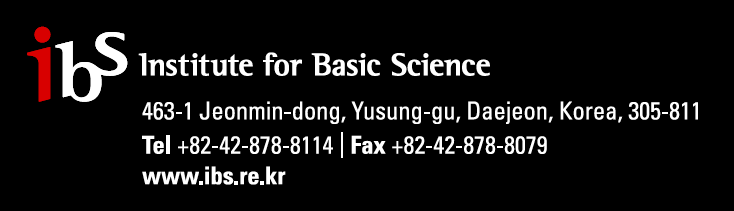 ibs Institute for Basic Science
463-1 Jeonmin-dong, Yusung-gu, Daejeon, Korea, 305-811
Tel +82-42-878-8114 | Fax +82-42-878-8079
www.ibs.re.kr